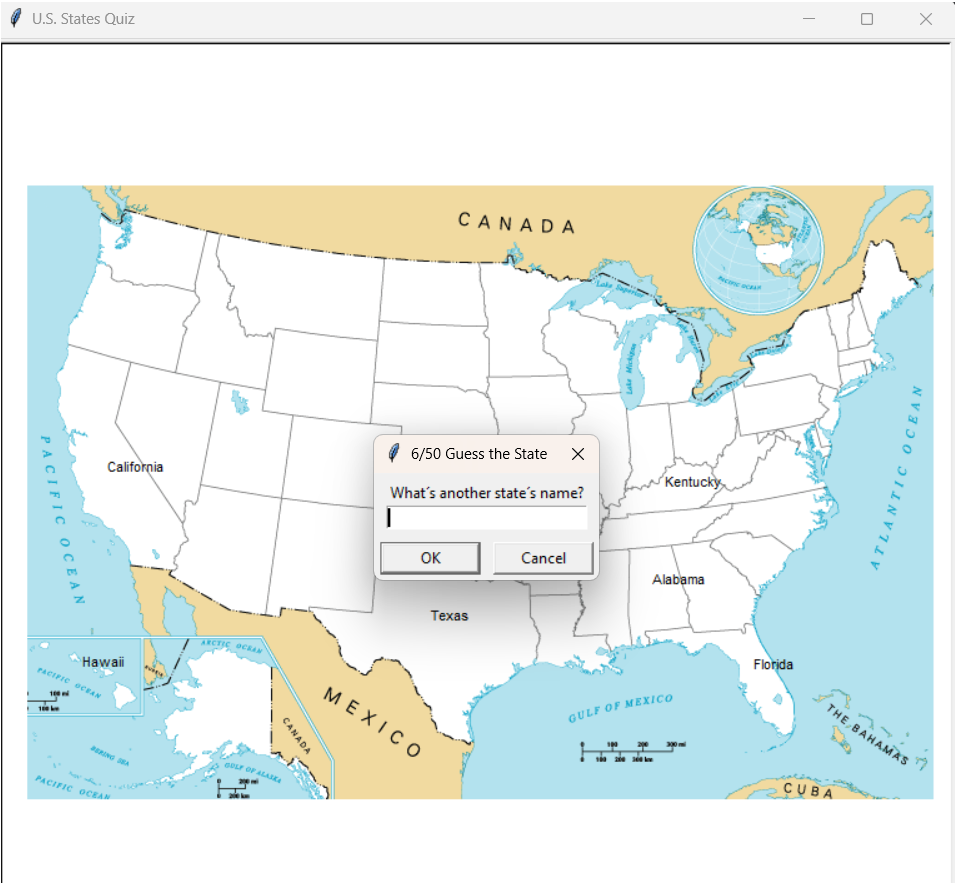 U.S. States Quiz
CANADA
Lake Superior
PACIFIC OCEAN
Lake Michigan
ATLANTIC OCEAN
PACIFIC OCEAN
6/50 Guess the State
What´s another state´s name?
OK Cancel
California
Kentucky
Alabama
Texas
Hawaii
Florida
ARCTIC OCEAN
PACIFIC OCEAN
100 mi
100 km
MEXICO
CANADA
GULF OF MEXICO
THE BAHAMAS
0 100 200 300 mi
0 100 200 300 km
BERING SEA
GULF OF ALASKA
PACIFIC OCEAN
0 200 mi
0 200 km
CUBA